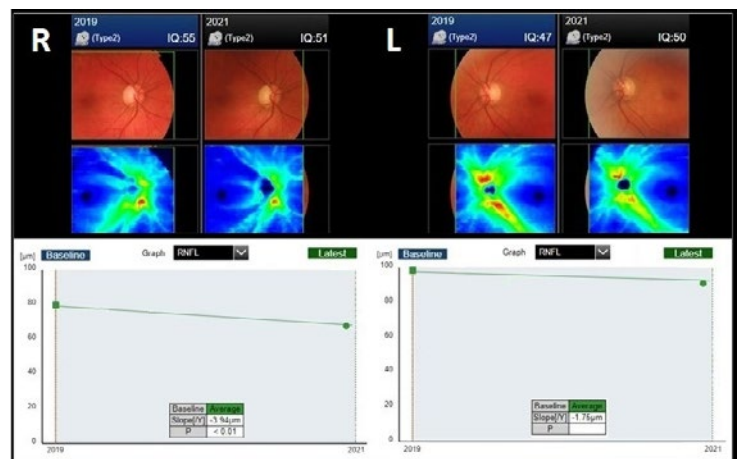 R
2019
(Type2) IQ:55
2021
(Type2) IQ:51
L
2019
(Type2) IQ:47
2021
(Type2) IQ:50
[µm] Baseline Graph RNFL Latest
100
80
60
40
20
0
Baseline Average
Slope[/Y] -3.94µm
P < 0.01
2019 2021
[µm] Baseline Graph RNFL Latest
100
80
60
40
20
0
Baseline Average
Slope[/Y] -1.76µm
P
2019 2021